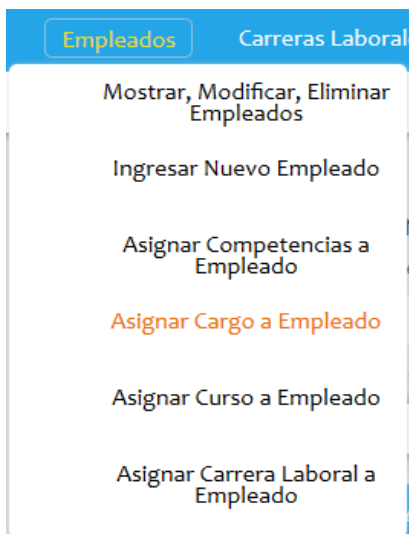 Empleados
Carreras Laboral
Mostrar, Modificar, Eliminar
Empleados
Ingresar Nuevo Empleado
Asignar Competencias a
Empleado
Asignar Cargo a Empleado
Asignar Curso a Empleado
Asignar Carrera Laboral a
Empleado